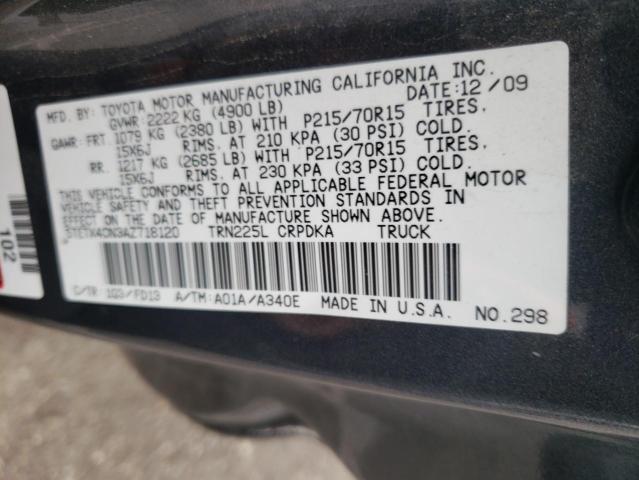 MFD. BY: TOYOTA MOTOR MANUFACTURING CALIFORNIA INC.
GVWR: 2222 KG (4900 LB) DATE: 12/09
GAWR: FRT. 1079 KG (2380 LB) WITH P215/70R15 TIRES.
15X6J RIMS. AT 210 KPA (30 PSI) COLD.
RR. 1217 KG (2685 LB) WITH P215/70R15 TIRES.
15X6J RIMS. AT 230 KPA (33 PSI) COLD.
THIS VEHICLE CONFORMS TO ALL APPLICABLE FEDERAL MOTOR
VEHICLE SAFETY AND THEFT PREVENTION STANDARDS IN
EFFECT ON THE DATE OF MANUFACTURE SHOWN ABOVE.
5TETX4CN3AZ718120 TRN225L CRPDKA TRUCK
C/TR: 1G3/FD13 A/TM: A01A/A340E MADE IN U.S.A. NO.298
102